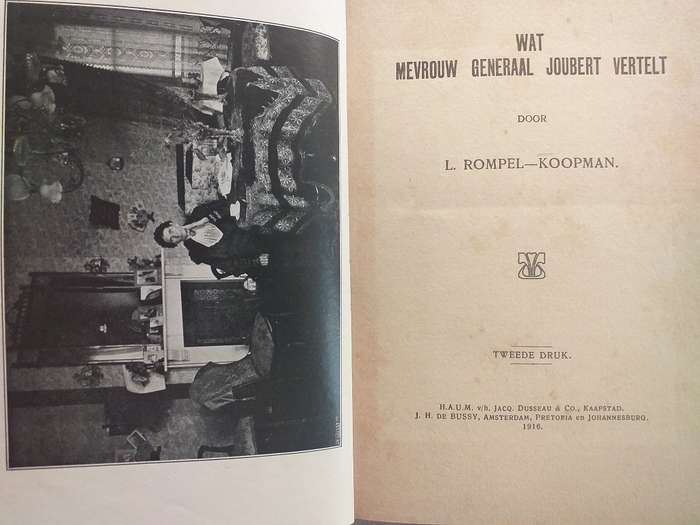 WAT
MEVROUW GENERAAL JOUBERT VERTELT
DOOR
L. ROMPEL—KOOPMAN.
TWEEDE DRUK.
H.A.U.M. v/h. JACQ. DUSSEAU & Co., KAAPSTAD.
J. H. DE BUSSY, AMSTERDAM, PRETORIA en JOHANNESBURG.
1916.